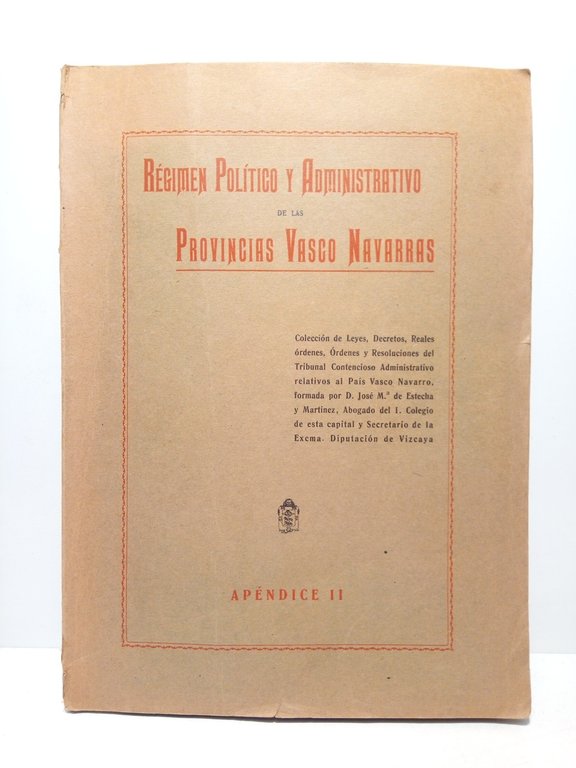 Régimen Político y Administrativo
DE LAS
Provincias Vasco Navarras
Colección de Leyes, Decretos, Reales
órdenes, Órdenes y Resoluciones del
Tribunal Contencioso Administrativo
relativos al País Vasco Navarro,
formada por D. José M.ª de Estecha
y Martínez, Abogado del I. Colegio
de esta capital y Secretario de la
Excma. Diputación de Vizcaya
APÉNDICE II